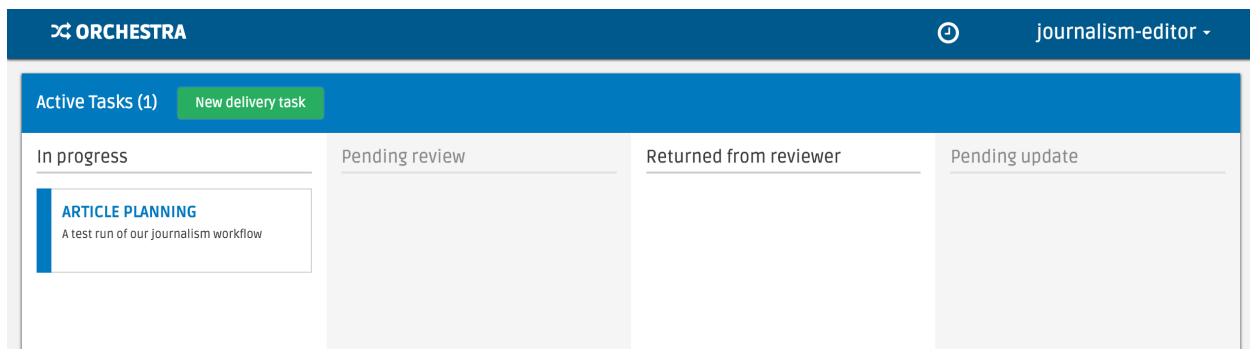 ORCHESTRA
journalism-editor
Active Tasks (1)
New delivery task
In progress
Pending review
Returned from reviewer
Pending update
ARTICLE PLANNING
A test run of our journalism workflow